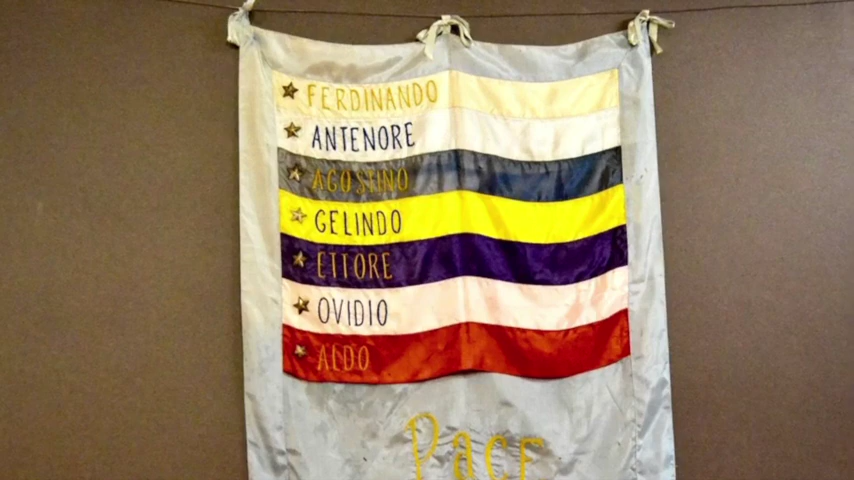 FERDINANDO
ANTENORE
AGOSTINO
GELINDO
ETTORE
OVIDIO
ALDO
Pace